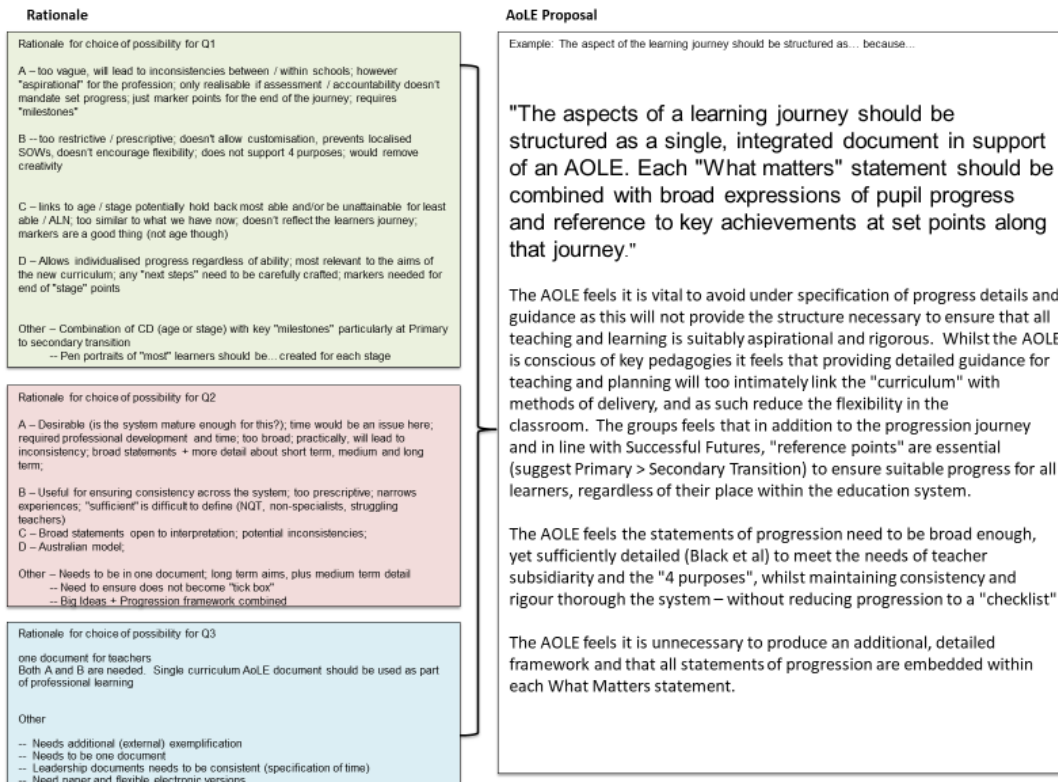 Rationale
Rationale for choice of possibility for Q1
A – too vague, will lead to inconsistencies between / within schools; however
"aspirational" for the profession; only realisable if assessment / accountability doesn't
mandate set progress; just marker points for the end of the journey; requires
"milestones"
B -- too restrictive / prescriptive; doesn't allow customisation, prevents localised
SOWs, doesn't encourage flexibility; does not support 4 purposes; would remove
creativity
C – links to age / stage potentially hold back most able and/or be unattainable for least
able / ALN; too similar to what we have now; doesn't reflect the learners journey;
markers are a good thing (not age though)
D – Allows individualised progress regardless of ability; most relevant to the aims of
the new curriculum; any "next steps" need to be carefully crafted; markers needed for
end of "stage" points
Other – Combination of CD (age or stage) with key "milestones" particularly at Primary
to secondary transition
-- Pen portraits of "most" learners should be... created for each stage
Rationale for choice of possibility for Q2
A – Desirable (is the system mature enough for this?); time would be an issue here;
required professional development and time; too broad; practically, will lead to
inconsistency; broad statements + more detail about short term, medium and long
term;
B – Useful for ensuring consistency across the system; too prescriptive; narrows
experiences; "sufficient" is difficult to define (NQT, non-specialists, struggling
teachers)
C – Broad statements open to interpretation; potential inconsistencies;
D – Australian model;
Other – Needs to be in one document; long term aims, plus medium term detail
-- Need to ensure does not become "tick box"
-- Big Ideas + Progression framework combined
Rationale for choice of possibility for Q3
one document for teachers
Both A and B are needed. Single curriculum AoLE document should be used as part
of professional learning
Other
-- Needs additional (external) exemplification
-- Needs to be one document
-- Leadership documents needs to be consistent (specification of time)
-- Need paper and flexible electronic versions
AoLE Proposal
Example: The aspect of the learning journey should be structured as... because...
"The aspects of a learning journey should be
structured as a single, integrated document in support
of an AOLE. Each "What matters" statement should be
combined with broad expressions of pupil progress
and reference to key achievements at set points along
that journey."
The AOLE feels it is vital to avoid under specification of progress details and
guidance as this will not provide the structure necessary to ensure that all
teaching and learning is suitably aspirational and rigorous. Whilst the AOLE
is conscious of key pedagogies it feels that providing detailed guidance for
teaching and planning will too intimately link the "curriculum" with
methods of delivery, and as such reduce the flexibility in the
classroom. The groups feels that in addition to the progression journey
and in line with Successful Futures, "reference points" are essential
(suggest Primary > Secondary Transition) to ensure suitable progress for all
learners, regardless of their place within the education system.
The AOLE feels the statements of progression need to be broad enough,
yet sufficiently detailed (Black et al) to meet the needs of teacher
subsidiarity and the "4 purposes", whilst maintaining consistency and
rigour thorough the system – without reducing progression to a "checklist"
The AOLE feels it is unnecessary to produce an additional, detailed
framework and that all statements of progression are embedded within
each What Matters statement.